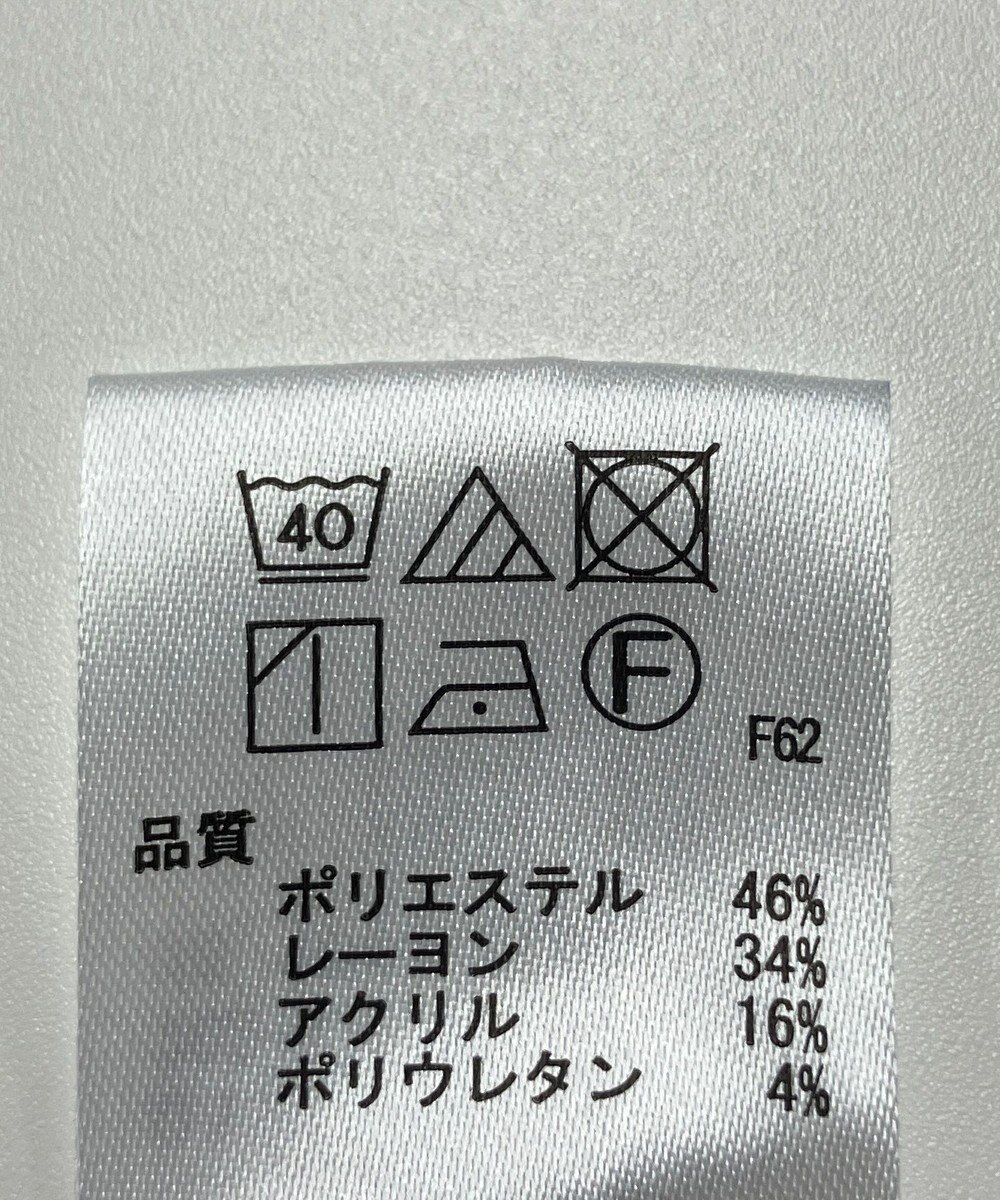 40
F
F62
品質
ポリエステル 46%
レーヨン 34%
アクリル 16%
ポリウレタン 4%